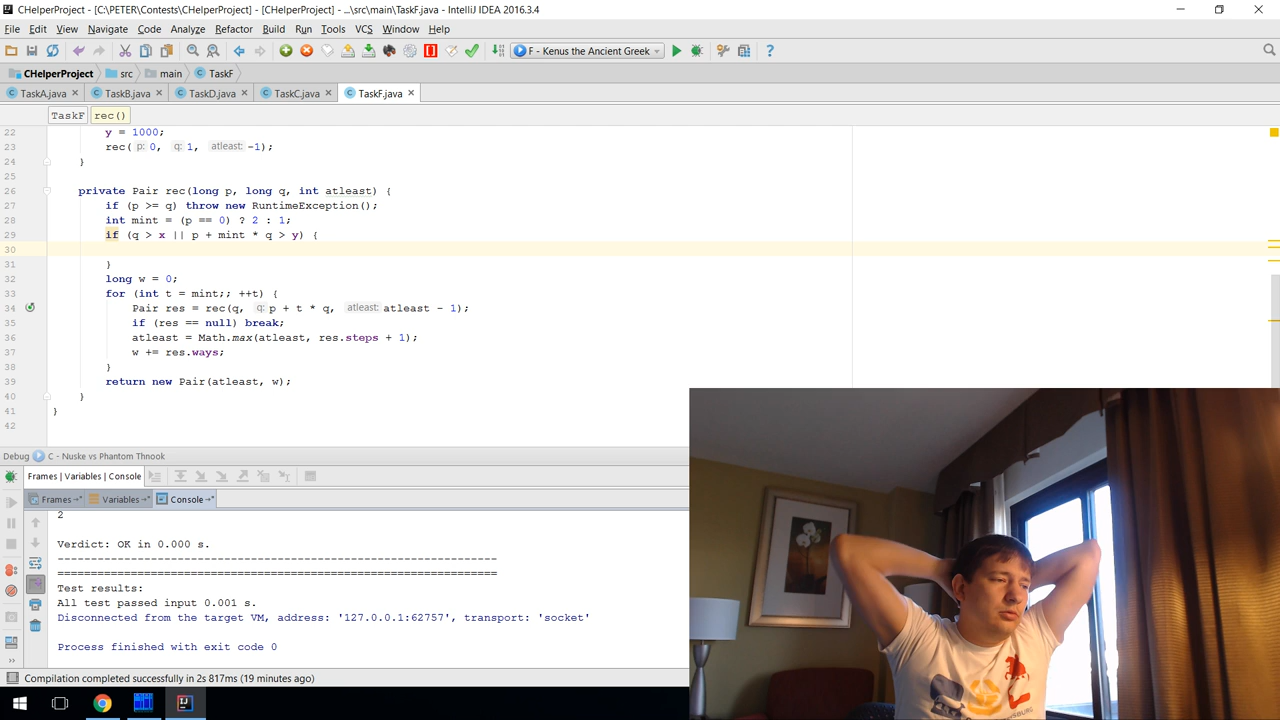 CHelperProject - [C:\PETER\Contests\CHelperProject] - [CHelperProject] - ...\src\main\TaskF.java - IntelliJ IDEA 2016.3.4
File Edit View Navigate Code Analyze Refactor Build Run Tools VCS Window Help
F - Kenus the Ancient Greek
CHelperProject src main TaskF
TaskA.java TaskB.java TaskD.java TaskC.java TaskF.java
TaskF rec()
22 y = 1000;
23 rec( p: 0, q: 1, atleast: -1);
24 }
25
26 private Pair rec(long p, long q, int atleast) {
27 if (p >= q) throw new RuntimeException();
28 int mint = (p == 0) ? 2 : 1;
29 if (q > x || p + mint * q > y) {
30
31 }
32 long w = 0;
33 for (int t = mint;; ++t) {
34 Pair res = rec(q, q: p + t * q, atleast: atleast - 1);
35 if (res == null) break;
36 atleast = Math.max(atleast, res.steps + 1);
37 w += res.ways;
38 }
39 return new Pair(atleast, w);
40 }
41 }
42
Debug C - Nuske vs Phantom Thnook
Frames | Variables | Console
Frames Variables Console
2
Verdict: OK in 0.000 s.
------------------------------------------------------------------
==================================================================
Test results:
All test passed input 0.001 s.
Disconnected from the target VM, address: '127.0.0.1:62757', transport: 'socket'
Process finished with exit code 0
Compilation completed successfully in 2s 817ms (19 minutes ago)